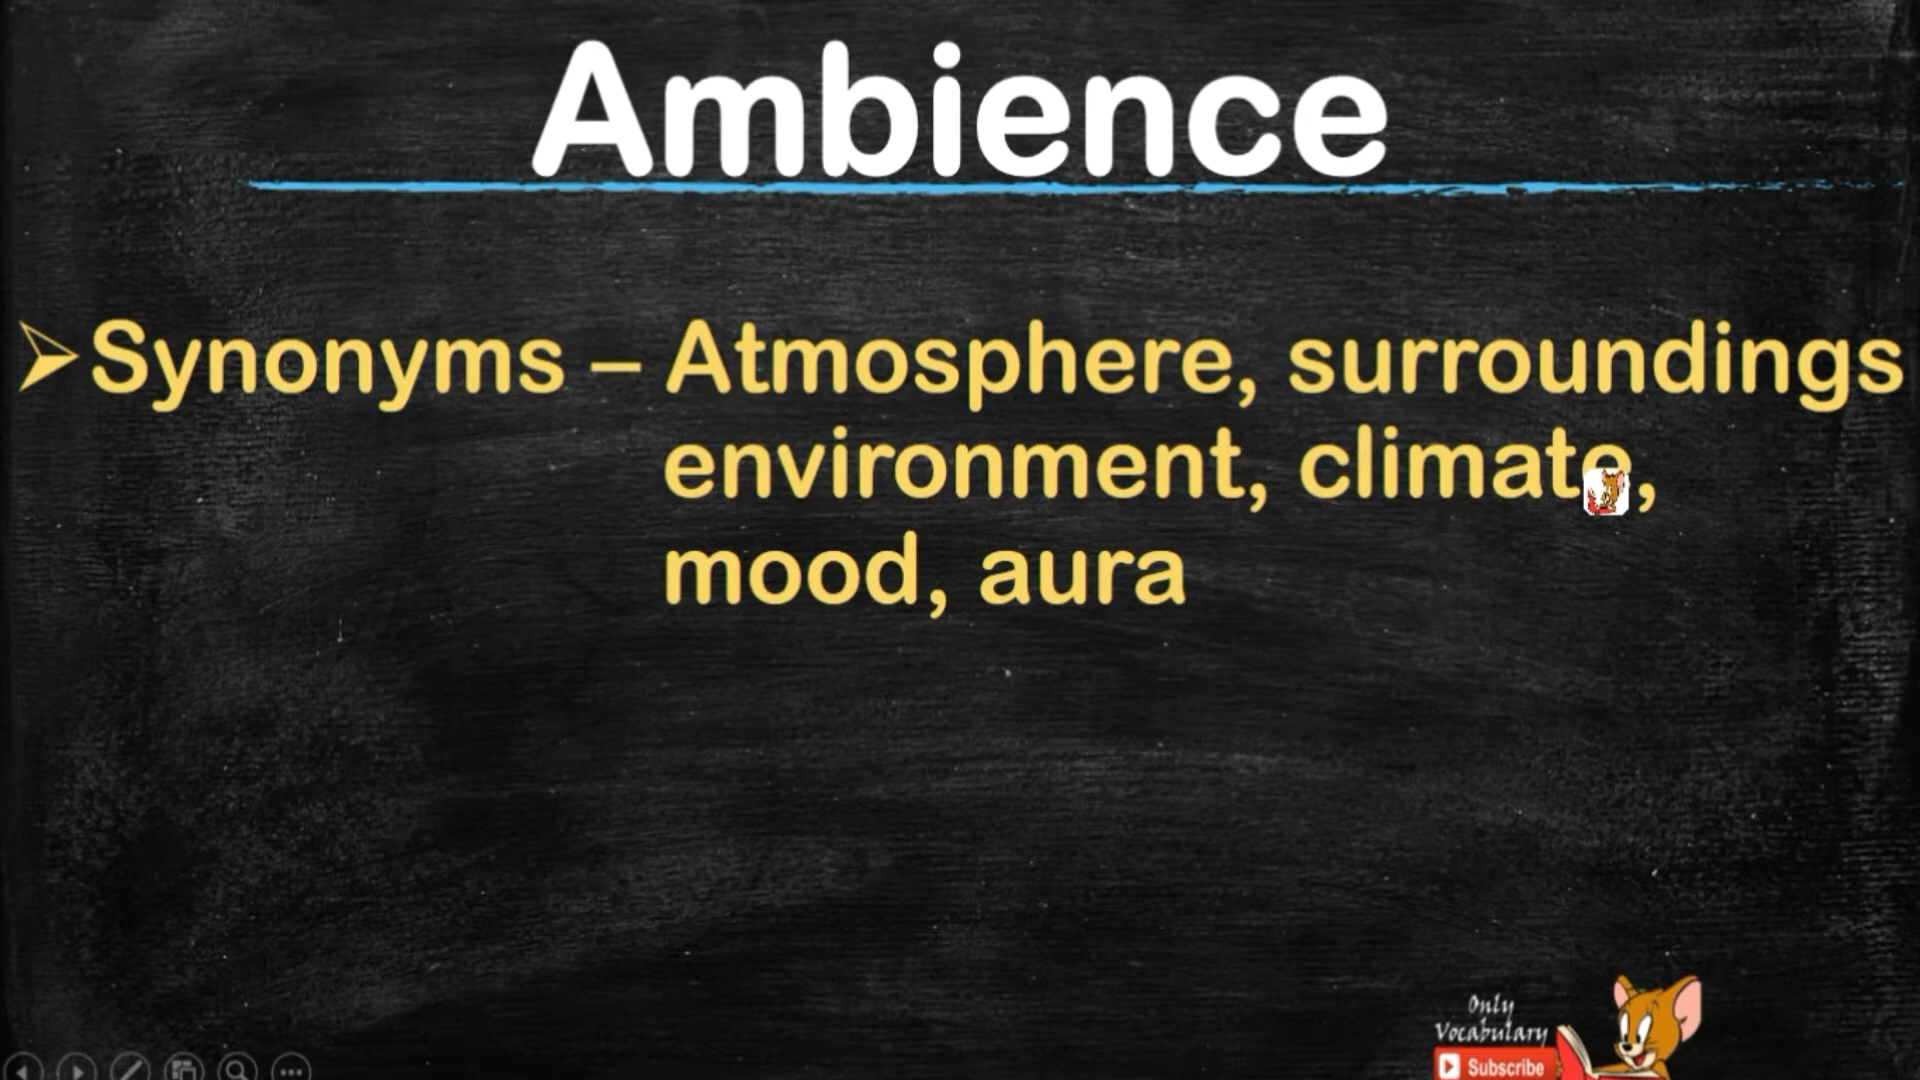 Ambience
➢Synonyms – Atmosphere, surroundings
environment, climate,
mood, aura
Only
Vocabulary
Subscribe